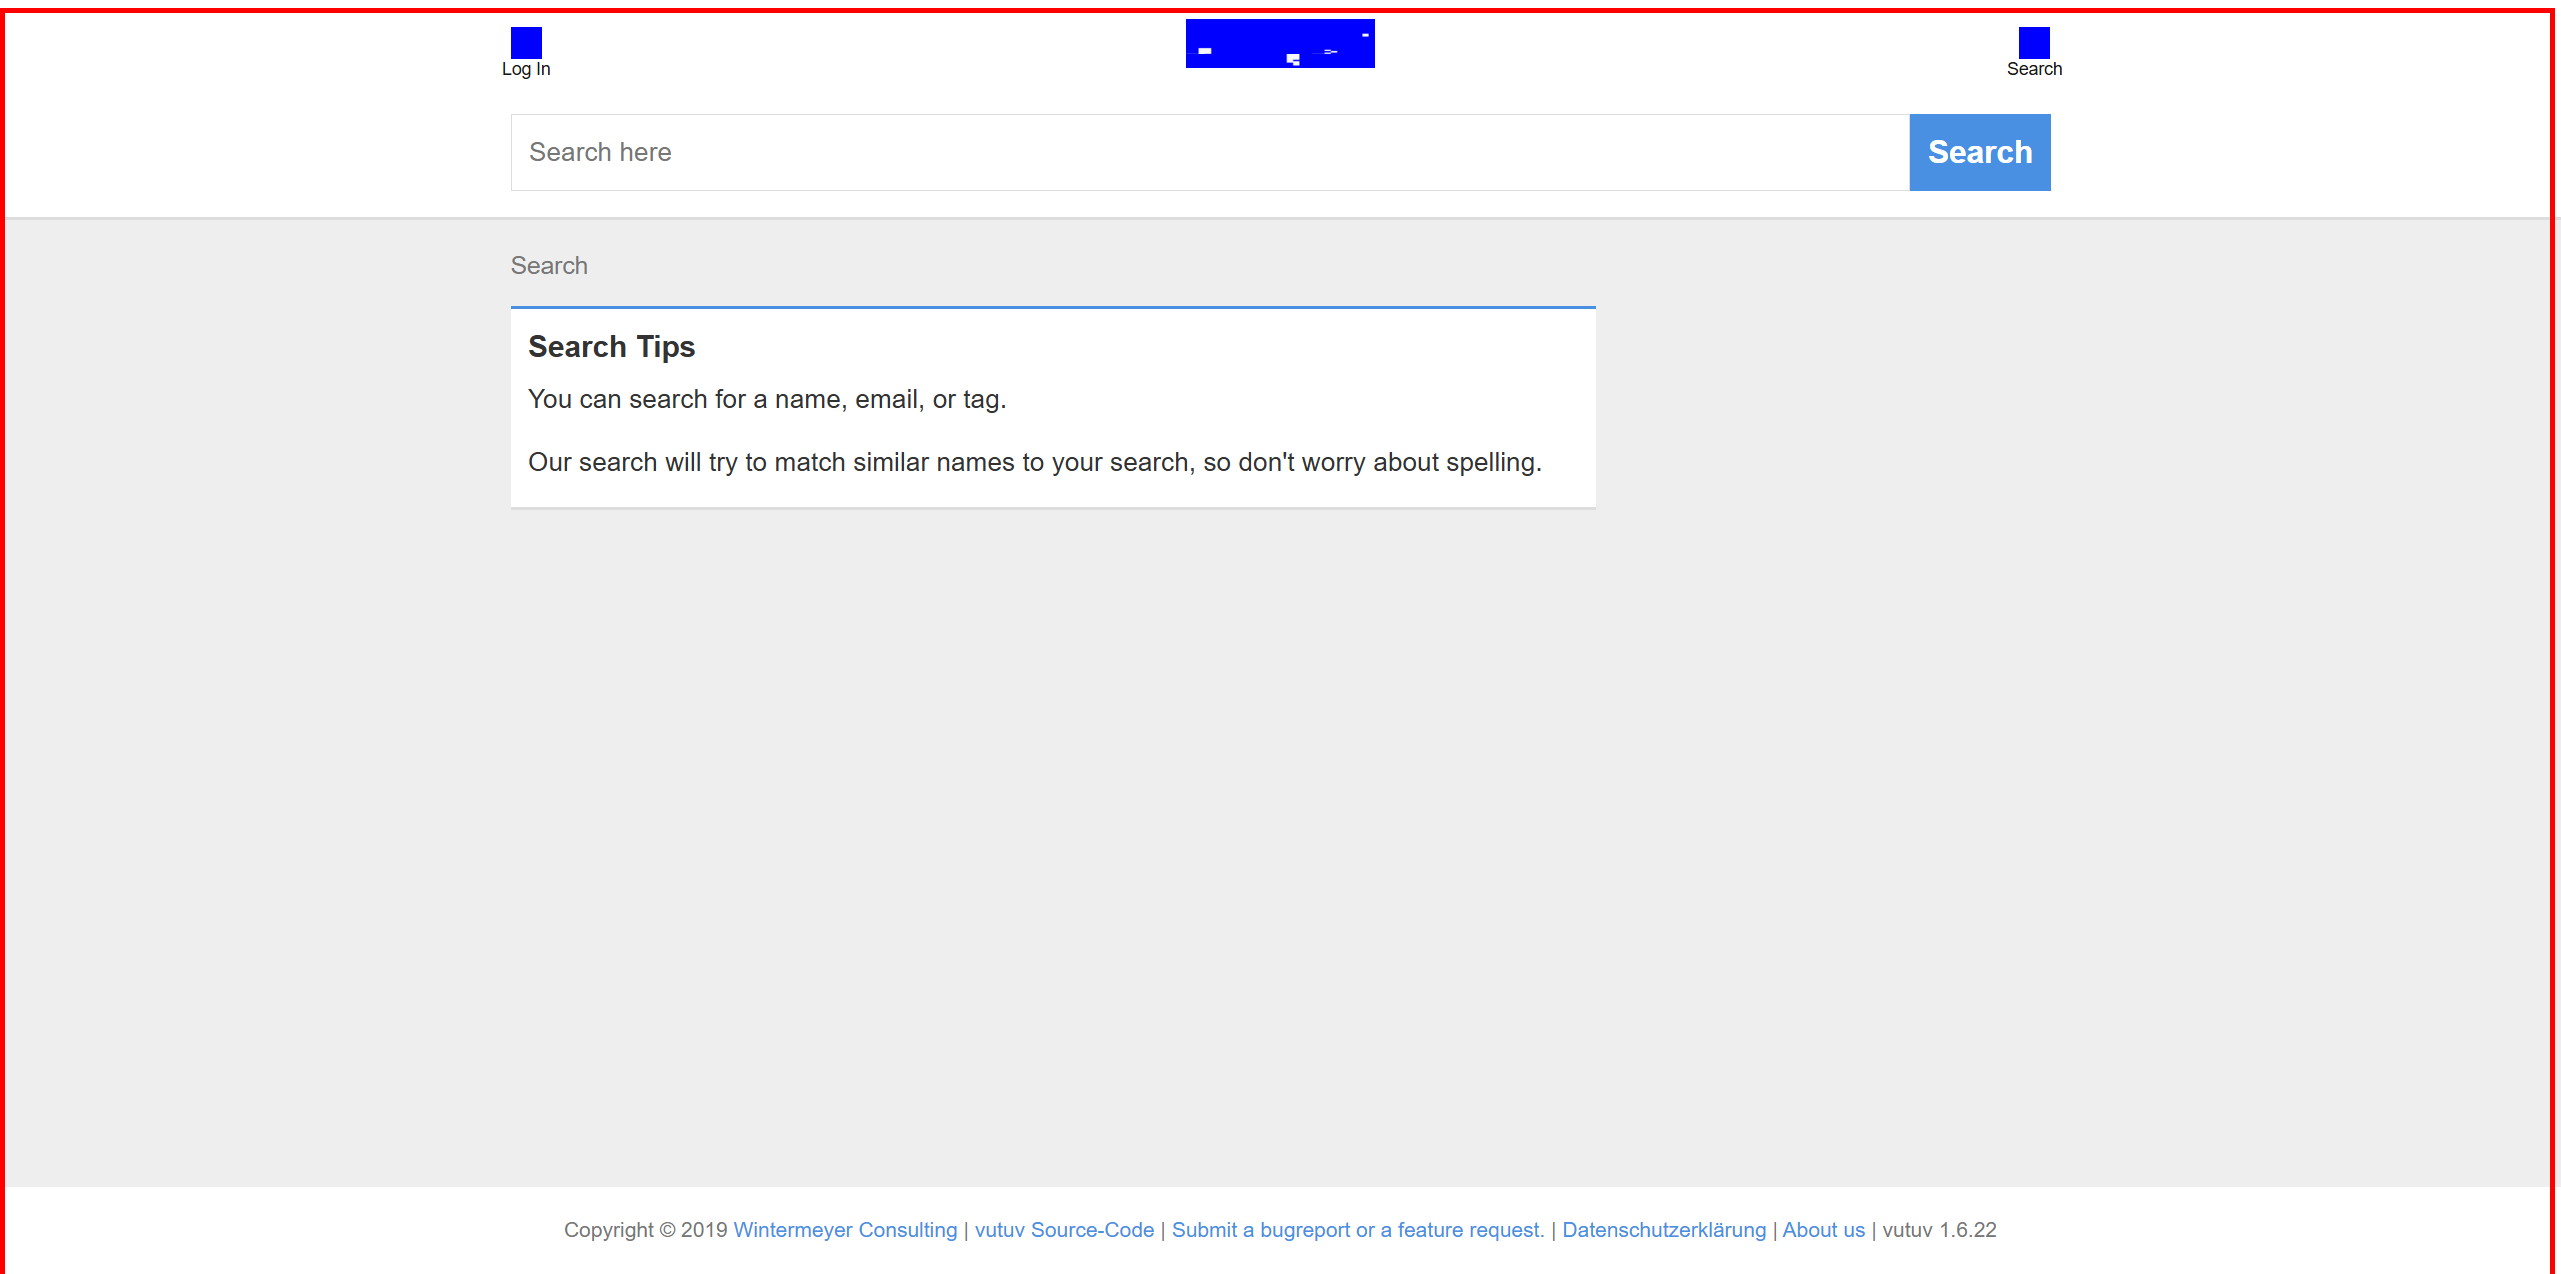 Log In
Search
Search here
Search
Search
Search Tips
You can search for a name, email, or tag.
Our search will try to match similar names to your search, so don't worry about spelling.
Copyright © 2019 Wintermeyer Consulting | vutuv Source-Code | Submit a bugreport or a feature request. | Datenschutzerklärung | About us | vutuv 1.6.22